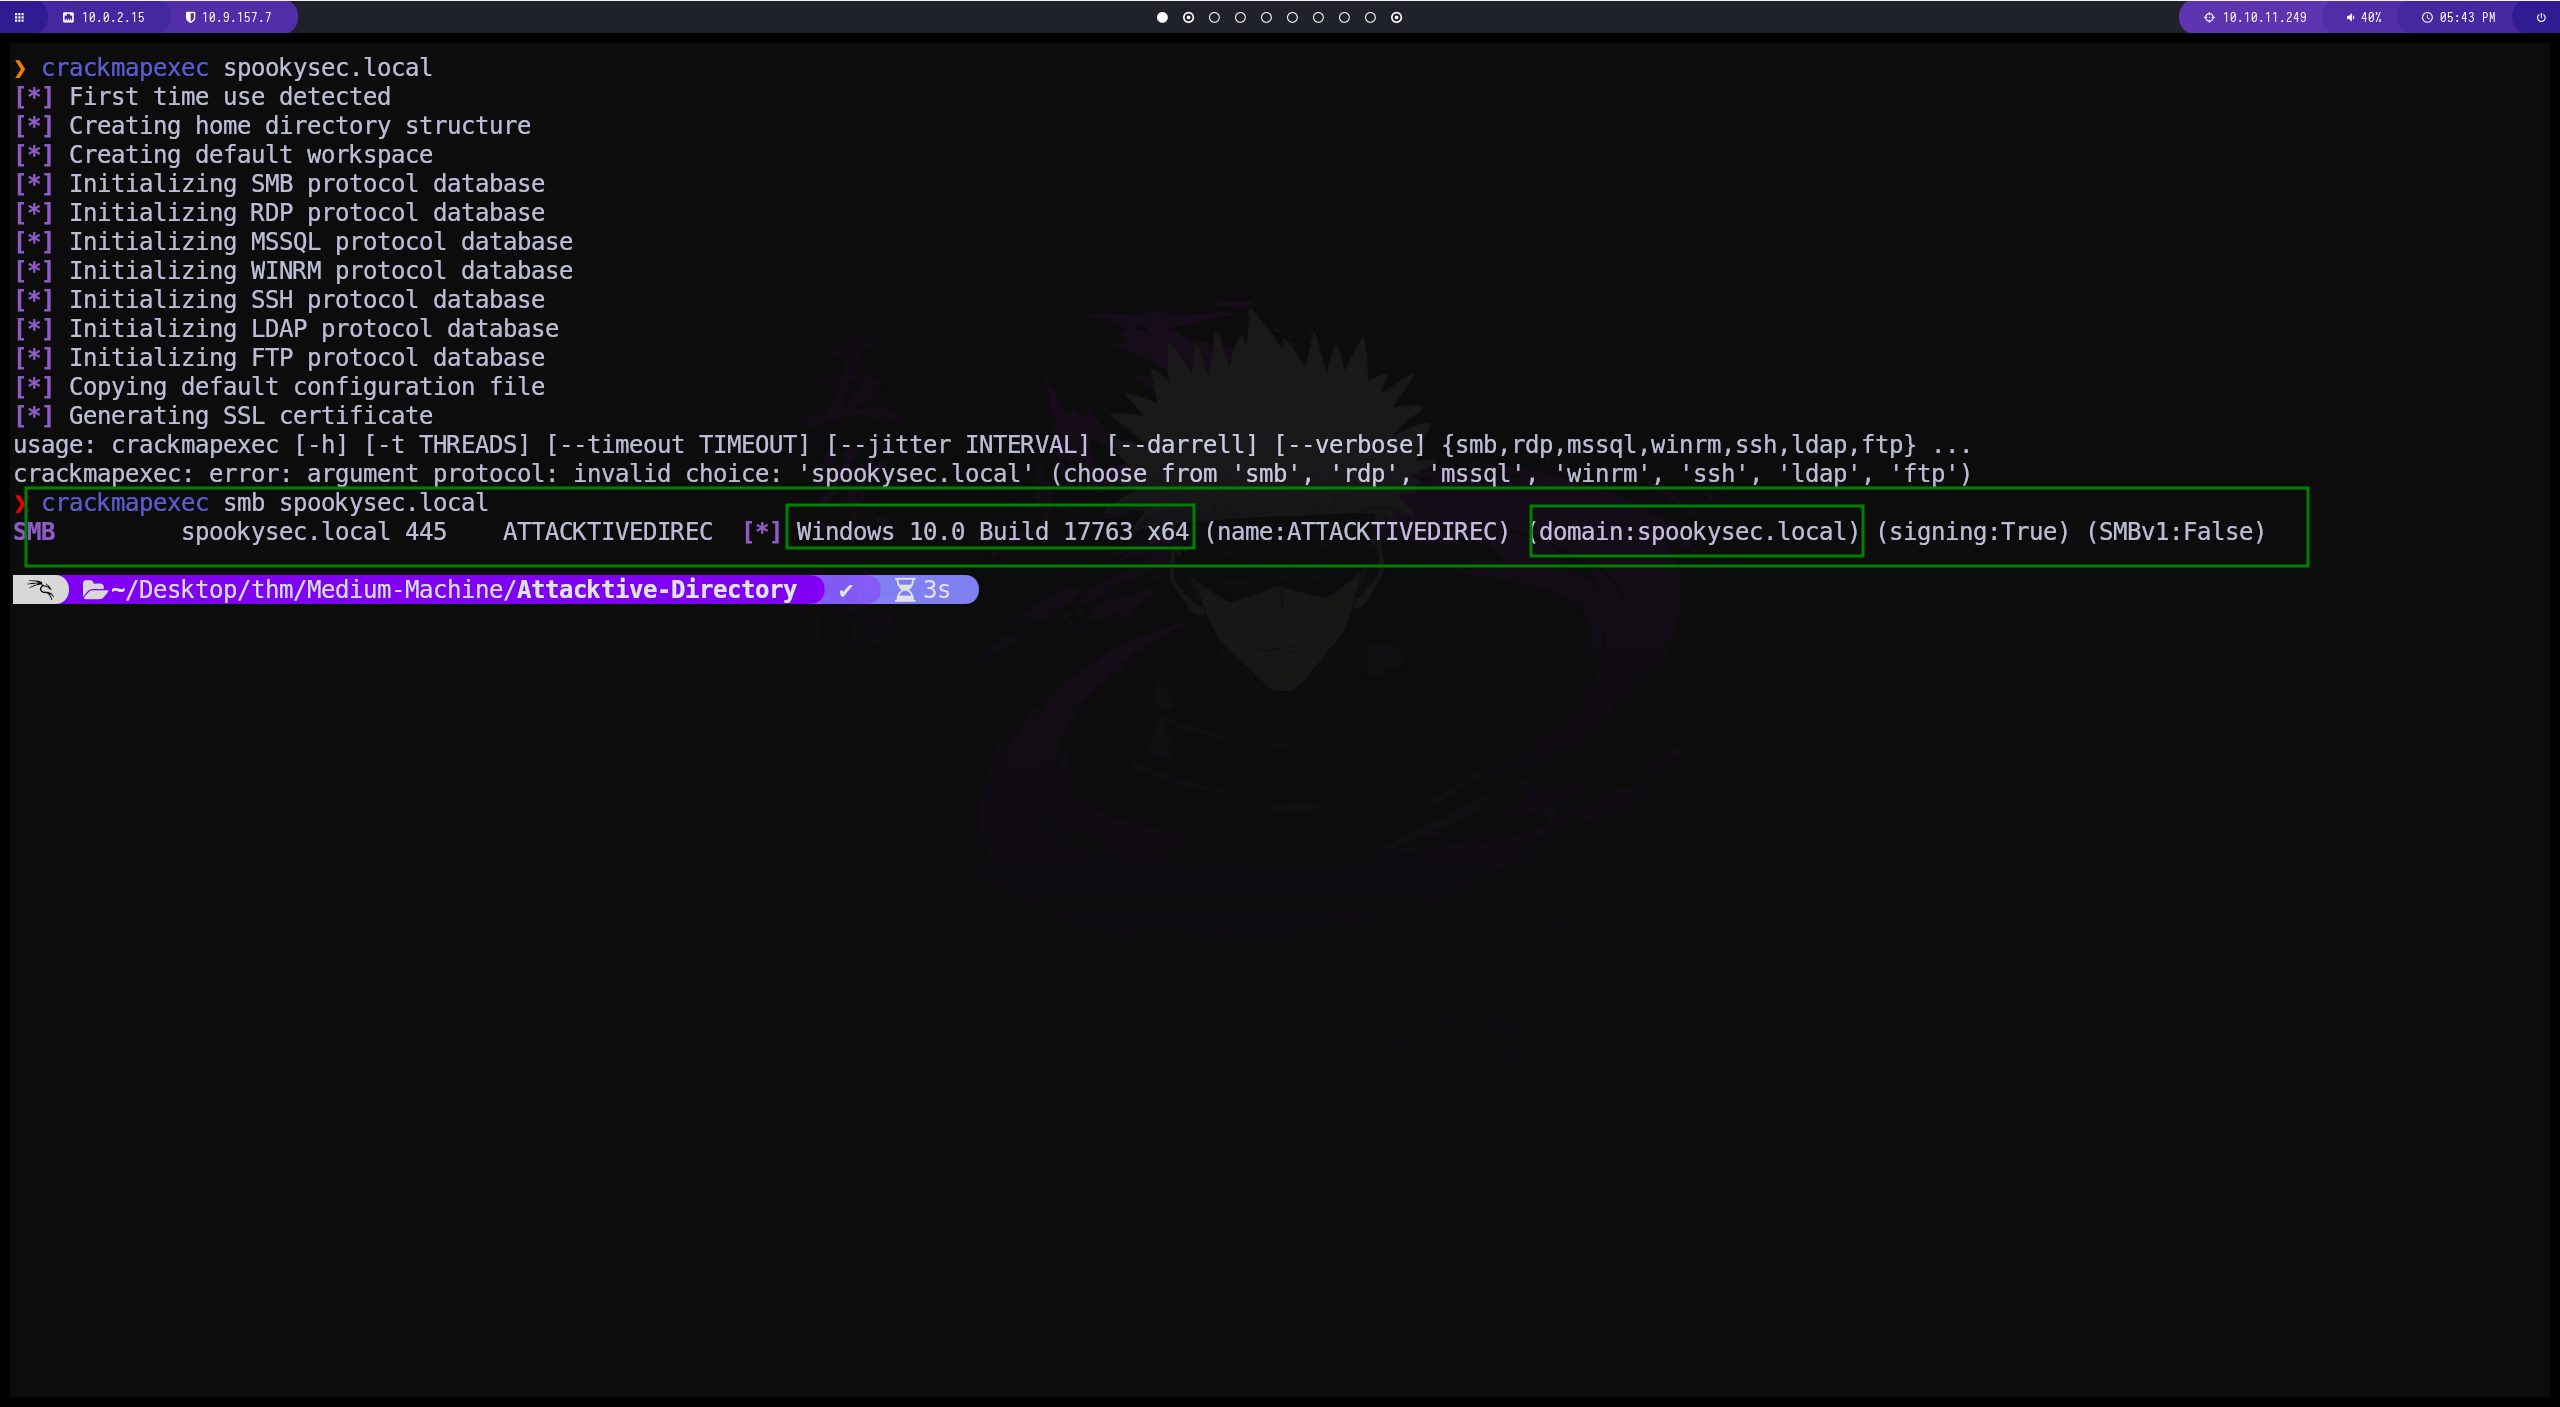 10.0.2.15 10.9.157.7 10.10.11.249 40% 05:43 PM
❯ crackmapexec spookysec.local
[*] First time use detected
[*] Creating home directory structure
[*] Creating default workspace
[*] Initializing SMB protocol database
[*] Initializing RDP protocol database
[*] Initializing MSSQL protocol database
[*] Initializing WINRM protocol database
[*] Initializing SSH protocol database
[*] Initializing LDAP protocol database
[*] Initializing FTP protocol database
[*] Copying default configuration file
[*] Generating SSL certificate
usage: crackmapexec [-h] [-t THREADS] [--timeout TIMEOUT] [--jitter INTERVAL] [--darrell] [--verbose] {smb,rdp,mssql,winrm,ssh,ldap,ftp} ...
crackmapexec: error: argument protocol: invalid choice: 'spookysec.local' (choose from 'smb', 'rdp', 'mssql', 'winrm', 'ssh', 'ldap', 'ftp')
❯ crackmapexec smb spookysec.local
SMB spookysec.local 445 ATTACKTIVEDIREC [*] Windows 10.0 Build 17763 x64 (name:ATTACKTIVEDIREC) (domain:spookysec.local) (signing:True) (SMBv1:False)
~/Desktop/thm/Medium-Machine/Attacktive-Directory ✔ 3s